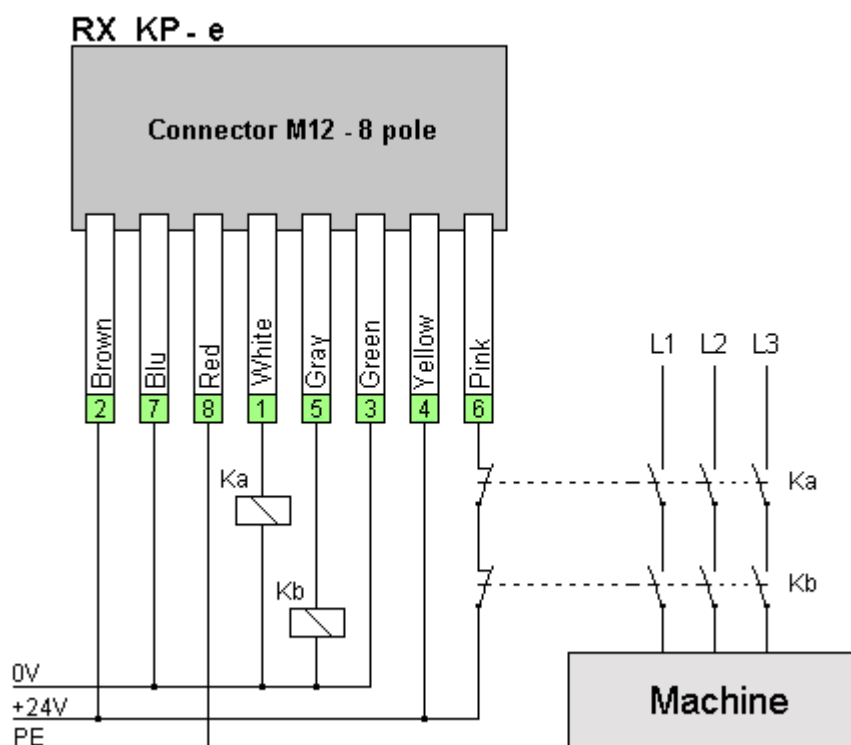 RX KP - e
Connector M12 - 8 pole
Brown
Blu
Red
White
Gray
Green
Yellow
Pink
2
7
8
1
5
3
4
6
L1 L2 L3
Ka
Ka
Kb
Kb
0V
+24V
PE
Machine